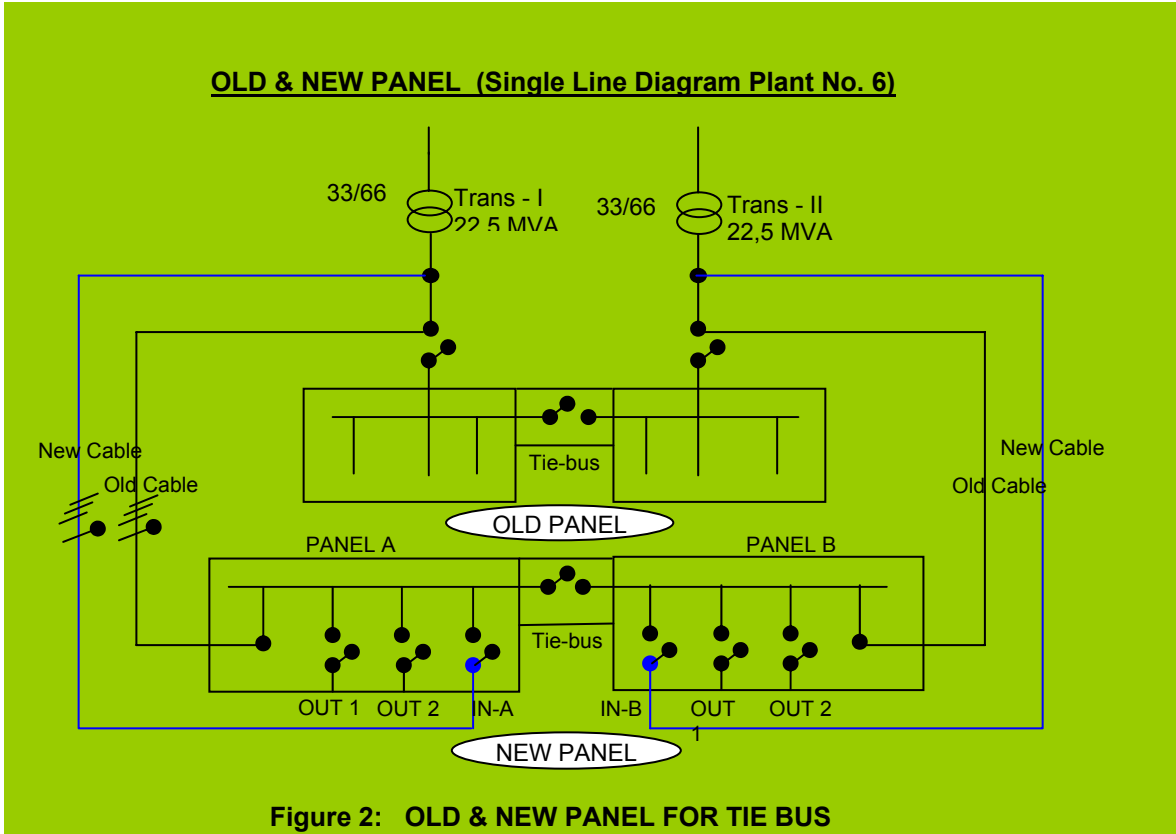 OLD & NEW PANEL (Single Line Diagram Plant No. 6)
33/66
Trans - I
22,5 MVA
33/66
Trans - II
22,5 MVA
New Cable
Old Cable
Tie-bus
New Cable
Old Cable
OLD PANEL
PANEL A
PANEL B
Tie-bus
OUT 1
OUT 2
IN-A
IN-B
OUT
1
OUT 2
NEW PANEL
Figure 2: OLD & NEW PANEL FOR TIE BUS